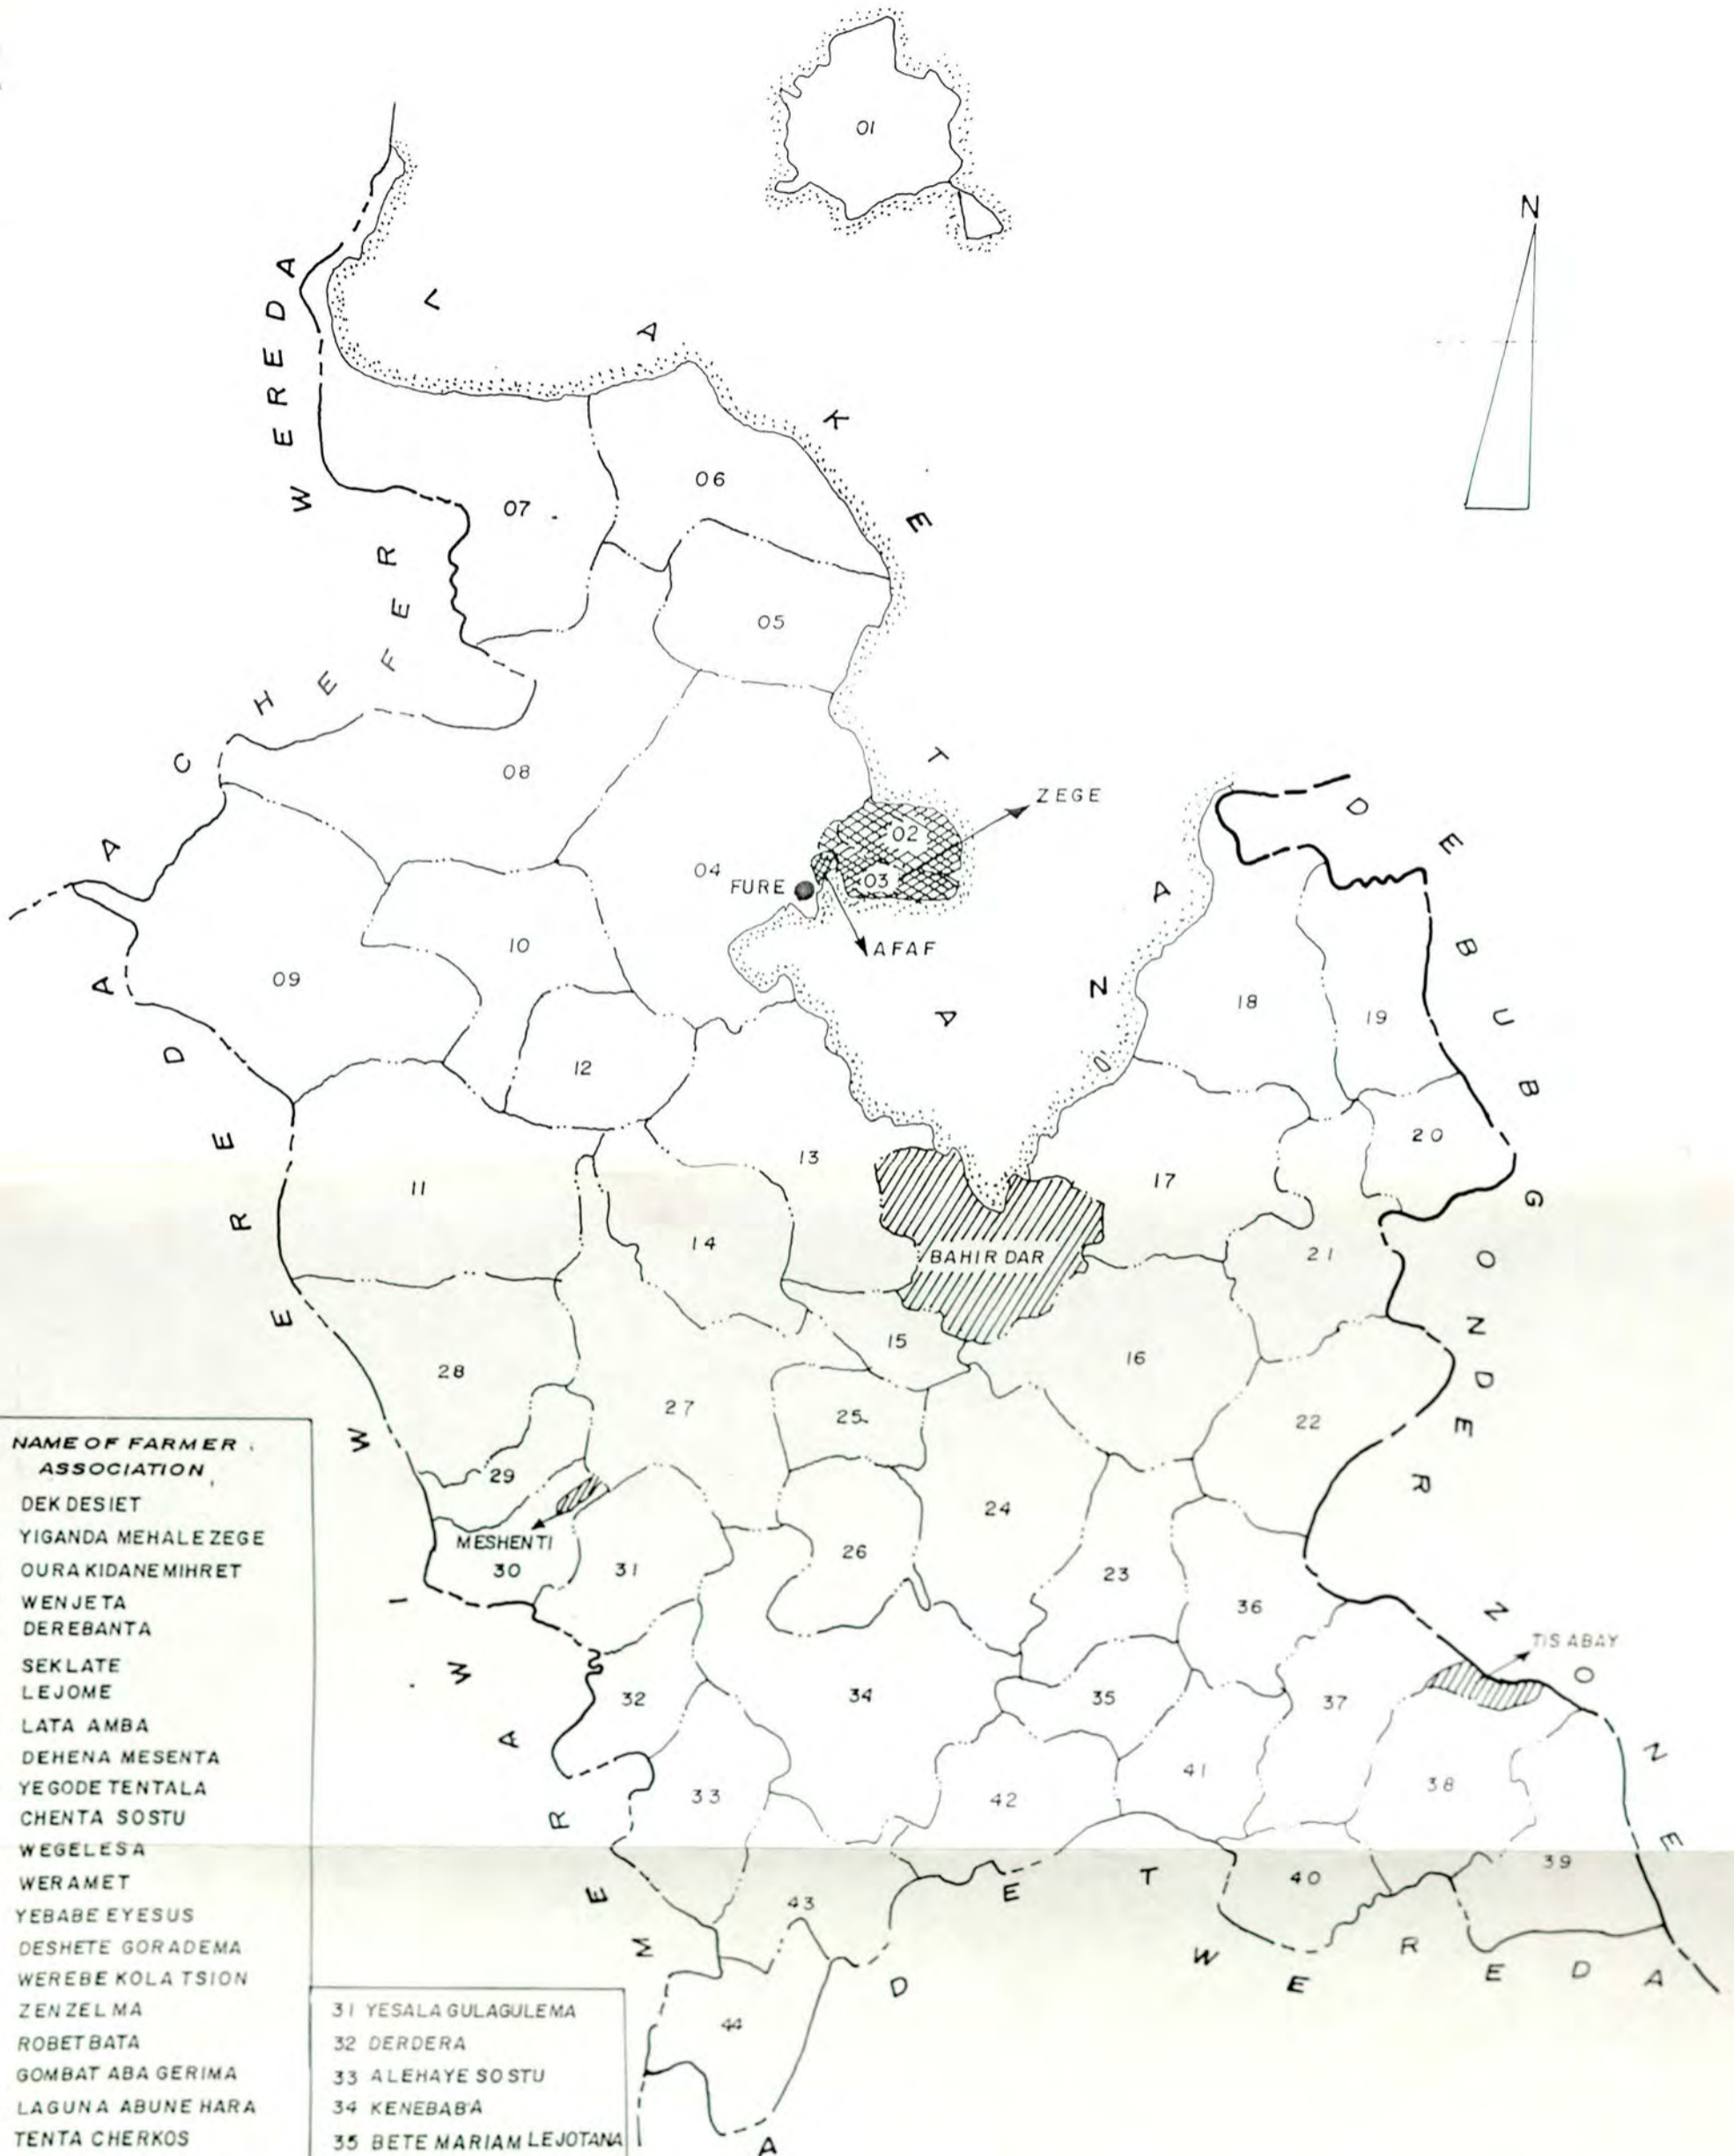 01
N
LAKE TANA
ACHEFER WEREDA
07
06
05
08
ZEGE
02
04
FURE
03
AFAF
DEBUB GONDER ZONE
10
09
18
19
12
20
13
17
11
14
BAHIR DAR
21
15
16
28
27
25
22
29
24
MESHENTI
30
31
26
23
36
TIS ABAY
32
34
35
37
41
38
33
42
39
40
43
44
MERAWI WEREDA
ADET WEREDA
NAME OF FARMER
ASSOCIATION
DEK DESIET
YIGANDA MEHALE ZEGE
OURA KIDANEMIHRET
WENJETA
DEREBANTA
SEKLATE
LEJOME
LATA AMBA
DEHENA MESENTA
YEGODE TENTALA
CHENTA SOSTU
WEGELESA
WERAMET
YEBABE EYESUS
DESHETE GORADEMA
WEREBE KOLA TSION
ZENZELMA
ROBET BATA
GOMBAT ABA GERIMA
LAGUNA ABUNE HARA
TENTA CHERKOS
31 YESALA GULAGULEMA
32 DERDERA
33 ALEHAYE SOSTU
34 KENEBABA
35 BETE MARIAM LEJOTANA